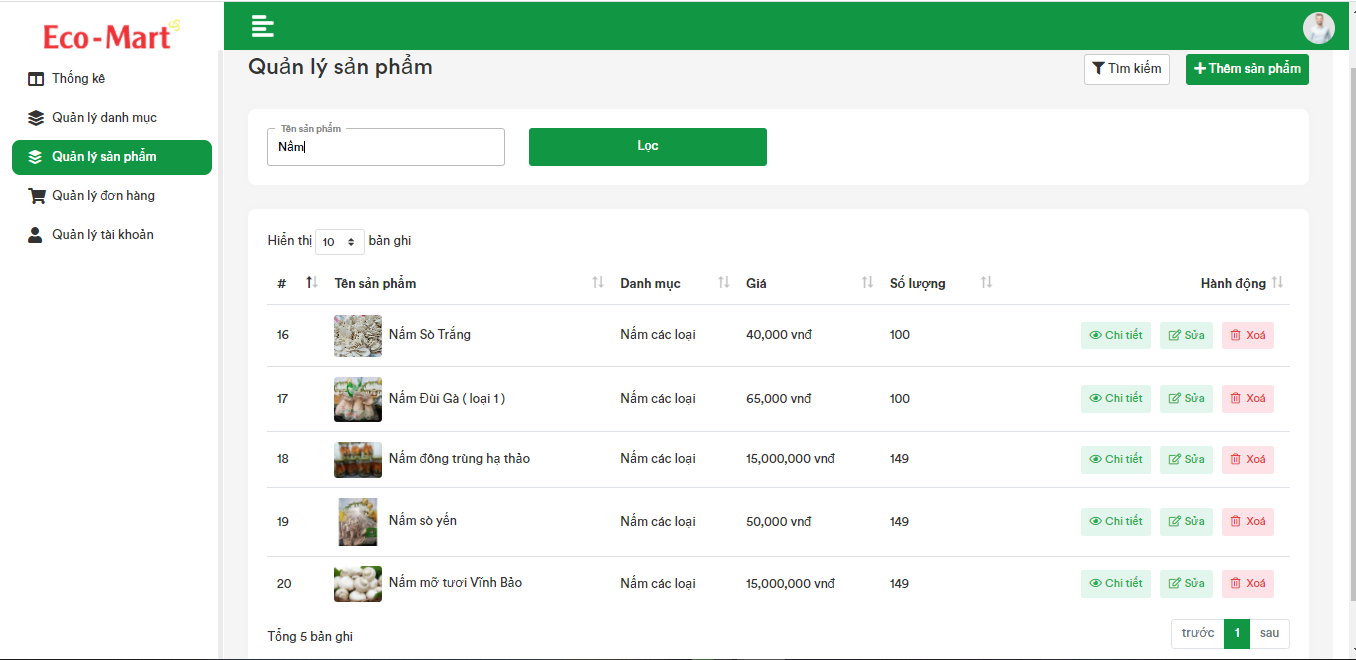 Eco-Mart
Thống kê
Quản lý danh mục
Quản lý sản phẩm
Quản lý đơn hàng
Quản lý tài khoản
Quản lý sản phẩm
Tìm kiếm
Thêm sản phẩm
Tên sản phẩm
Nấm
Lọc
Hiển thị 10 bản ghi
# Tên sản phẩm Danh mục Giá Số lượng Hành động
16 Nấm Sò Trắng Nấm các loại 40,000 vnđ 100 Chi tiết Sửa Xoá
17 Nấm Đùi Gà ( loại 1 ) Nấm các loại 65,000 vnđ 100 Chi tiết Sửa Xoá
18 Nấm đông trùng hạ thảo Nấm các loại 15,000,000 vnđ 149 Chi tiết Sửa Xoá
19 Nấm sò yến Nấm các loại 50,000 vnđ 149 Chi tiết Sửa Xoá
20 Nấm mỡ tươi Vĩnh Bảo Nấm các loại 15,000,000 vnđ 149 Chi tiết Sửa Xoá
Tổng 5 bản ghi
trước 1 sau